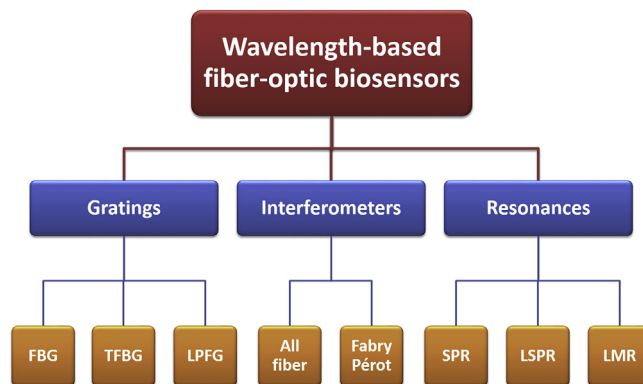 Wavelength-based
fiber-optic biosensors
Gratings
Interferometers
Resonances
FBG
TFBG
LPFG
All
fiber
Fabry
Pérot
SPR
LSPR
LMR